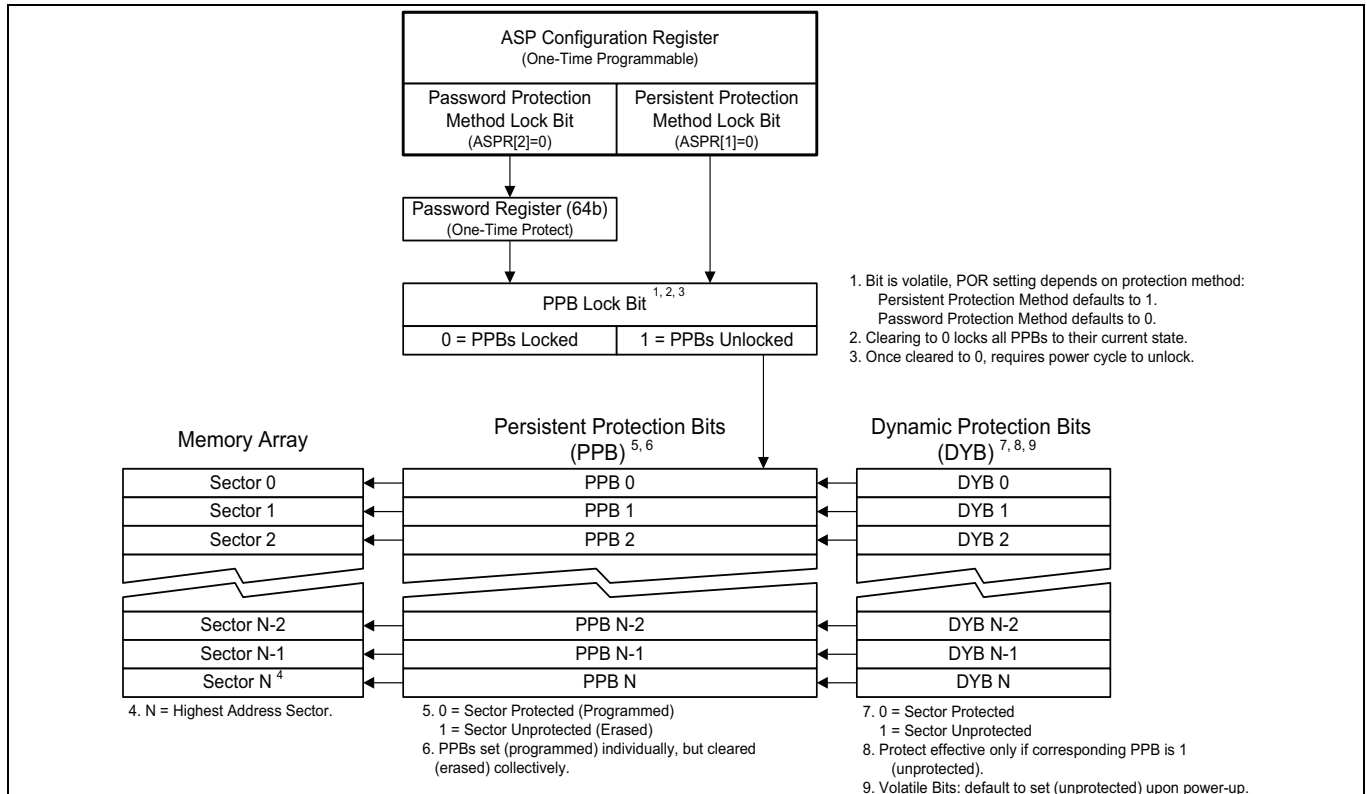 ASP Configuration Register
(One-Time Programmable)
Password Protection
Method Lock Bit
(ASPR[2]=0)
Persistent Protection
Method Lock Bit
(ASPR[1]=0)
Password Register (64b)
(One-Time Protect)
PPB Lock Bit 1, 2, 3
0 = PPBs Locked
1 = PPBs Unlocked
1. Bit is volatile, POR setting depends on protection method:
Persistent Protection Method defaults to 1.
Password Protection Method defaults to 0.
2. Clearing to 0 locks all PPBs to their current state.
3. Once cleared to 0, requires power cycle to unlock.
Memory Array
Persistent Protection Bits
(PPB) 5, 6
Dynamic Protection Bits
(DYB) 7, 8, 9
Sector 0
PPB 0
DYB 0
Sector 1
PPB 1
DYB 1
Sector 2
PPB 2
DYB 2
Sector N-2
PPB N-2
DYB N-2
Sector N-1
PPB N-1
DYB N-1
Sector N 4
PPB N
DYB N
4. N = Highest Address Sector.
5. 0 = Sector Protected (Programmed)
1 = Sector Unprotected (Erased)
6. PPBs set (programmed) individually, but cleared
(erased) collectively.
7. 0 = Sector Protected
1 = Sector Unprotected
8. Protect effective only if corresponding PPB is 1
(unprotected).
9. Volatile Bits: default to set (unprotected) upon power-up.